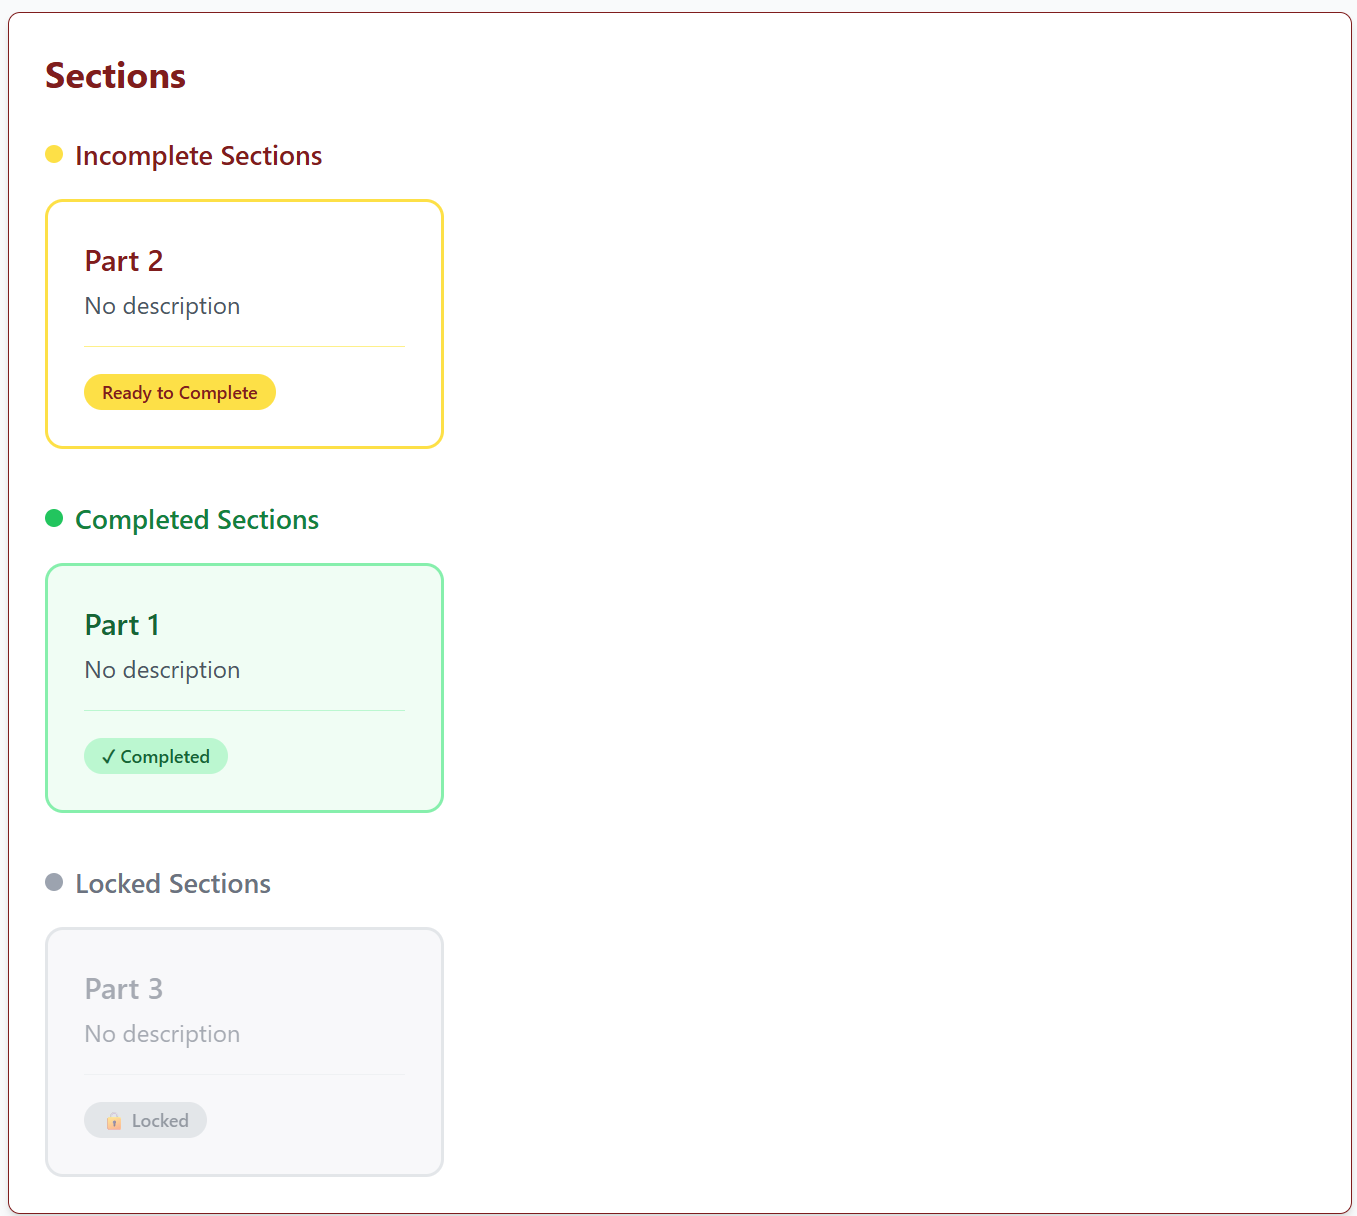 Sections
Incomplete Sections
Part 2
No description
Ready to Complete
Completed Sections
Part 1
No description
✓ Completed
Locked Sections
Part 3
No description
🔒 Locked